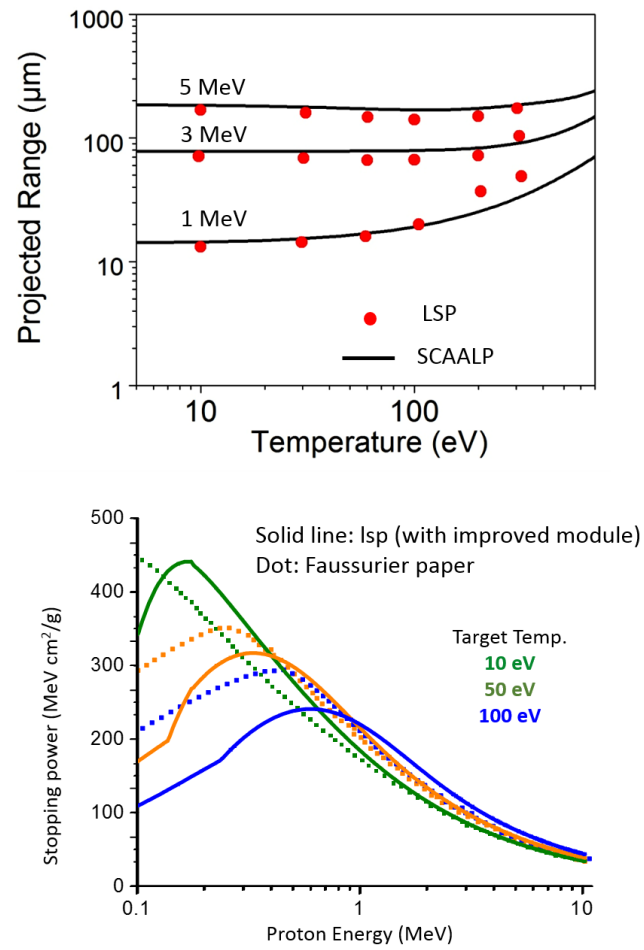 1000
100
10
1
Projected Range (μm)
5 MeV
3 MeV
1 MeV
LSP
SCAALP
10
100
Temperature (eV)
500
400
300
200
100
0
Stopping power (MeV cm²/g)
Solid line: lsp (with improved module)
Dot: Faussurier paper
Target Temp.
10 eV
50 eV
100 eV
0.1
1
10
Proton Energy (MeV)